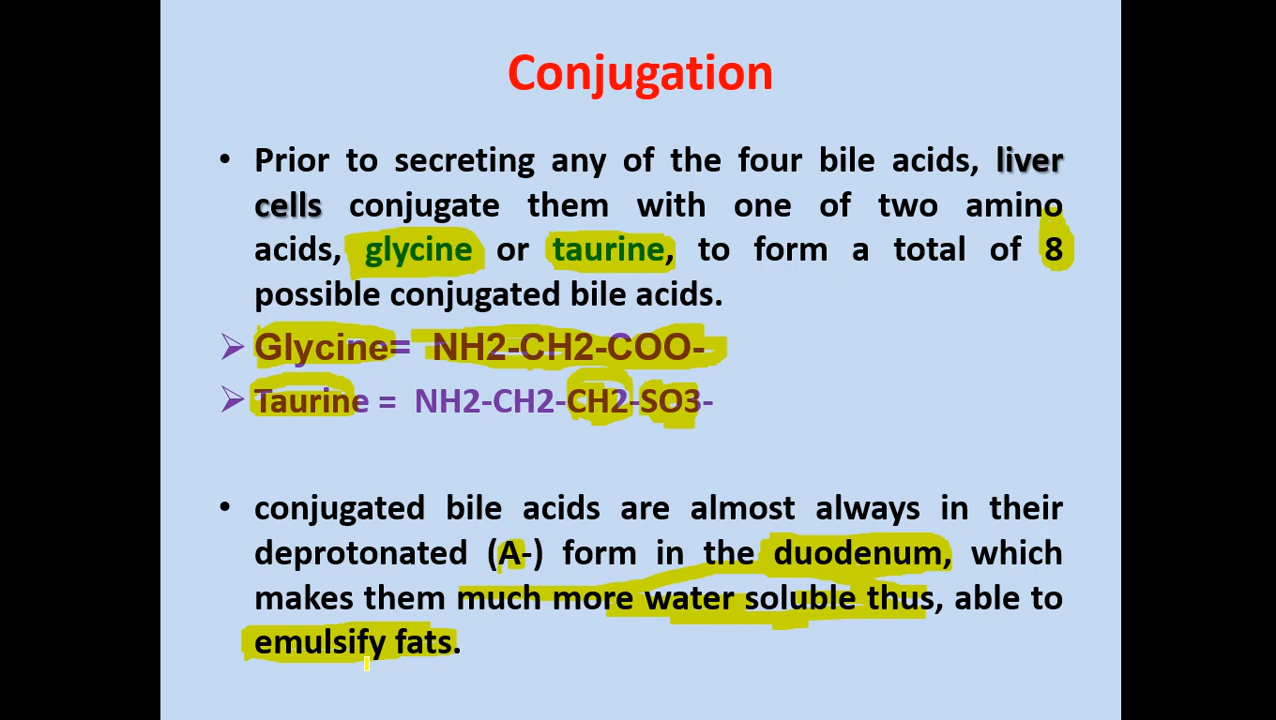 Conjugation
• Prior to secreting any of the four bile acids, liver
cells conjugate them with one of two amino
acids, glycine or taurine, to form a total of 8
possible conjugated bile acids.
➢ Glycine= NH2-CH2-COO-
➢ Taurine = NH2-CH2-CH2-SO3-
• conjugated bile acids are almost always in their
deprotonated (A-) form in the duodenum, which
makes them much more water soluble thus, able to
emulsify fats.